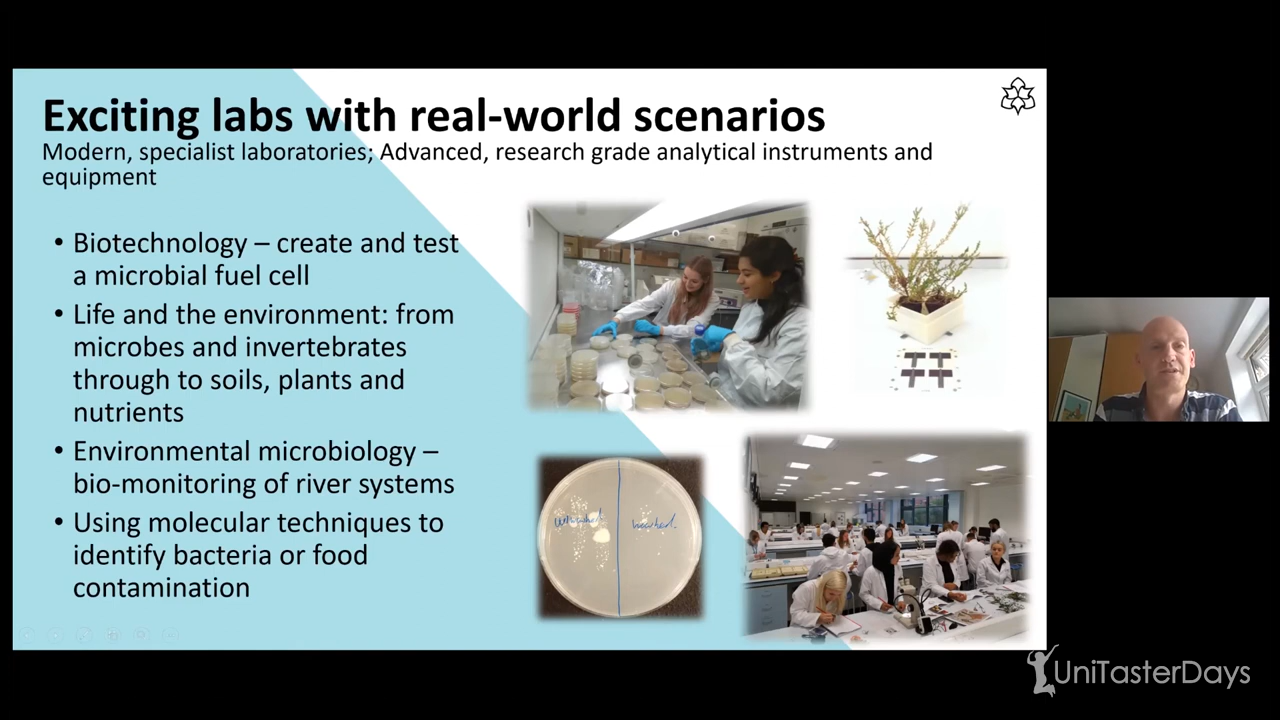 Exciting labs with real-world scenarios
Modern, specialist laboratories; Advanced, research grade analytical instruments and
equipment
• Biotechnology – create and test
a microbial fuel cell
• Life and the environment: from
microbes and invertebrates
through to soils, plants and
nutrients
• Environmental microbiology –
bio-monitoring of river systems
• Using molecular techniques to
identify bacteria or food
contamination
unwashed washed.
UniTasterDays